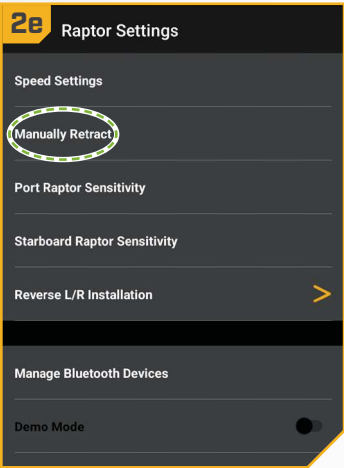 2e
Raptor Settings
Speed Settings
Manually Retract
Port Raptor Sensitivity
Starboard Raptor Sensitivity
Reverse L/R Installation >
Manage Bluetooth Devices
Demo Mode